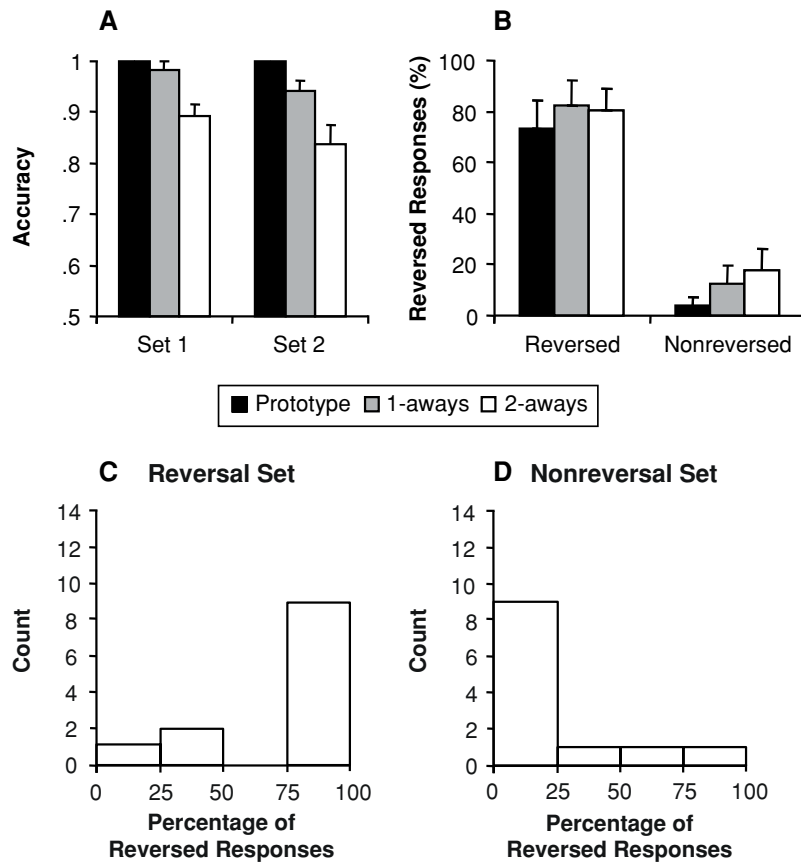 A
1
.9
.8
.7
.6
.5
Accuracy
Set 1
Set 2
B
100
80
60
40
20
0
Reversed Responses (%)
Reversed
Nonreversed
Prototype 1-aways 2-aways
C Reversal Set
14
12
10
8
6
4
2
0
Count
0 25 50 75 100
Percentage of
Reversed Responses
D Nonreversal Set
14
12
10
8
6
4
2
0
Count
0 25 50 75 100
Percentage of
Reversed Responses